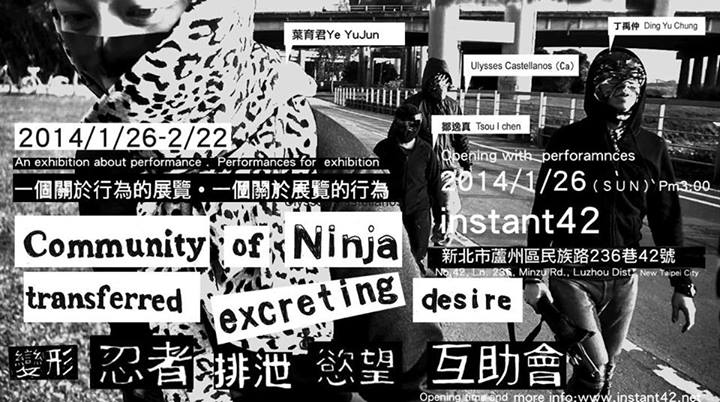 葉育君Ye YuJun
丁禹仲 Ding Yu Chung
Ulysses Castellanos (Ca)
鄒逸真 Tsou I chen
2014/1/26-2/22
An exhibition about performance . Performances for exhibition
一個關於行為的展覽・一個關於展覽的行為
Opening with perforamnces
2014/1/26 (SUN) Pm3:00
instant42
新北市蘆州區民族路236巷42號
No.42, Ln. 236, Minzu Rd., Luzhou Dist., New Taipei City
Community of Ninja
transferred excreting desire
變形 忍者 排泄 慾望 互助會
Opening time and more info:www.instant42.net